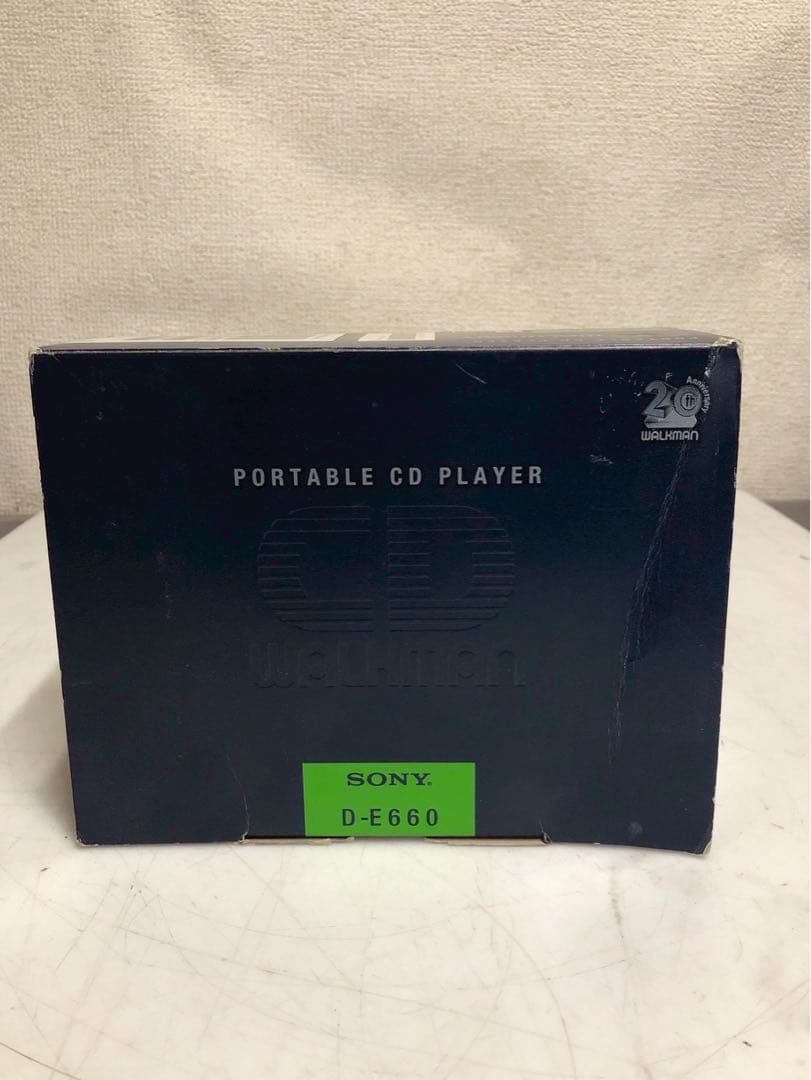 20th Anniversary
WALKMAN
PORTABLE CD PLAYER
CD
WALKMAN
SONY®
D-E660